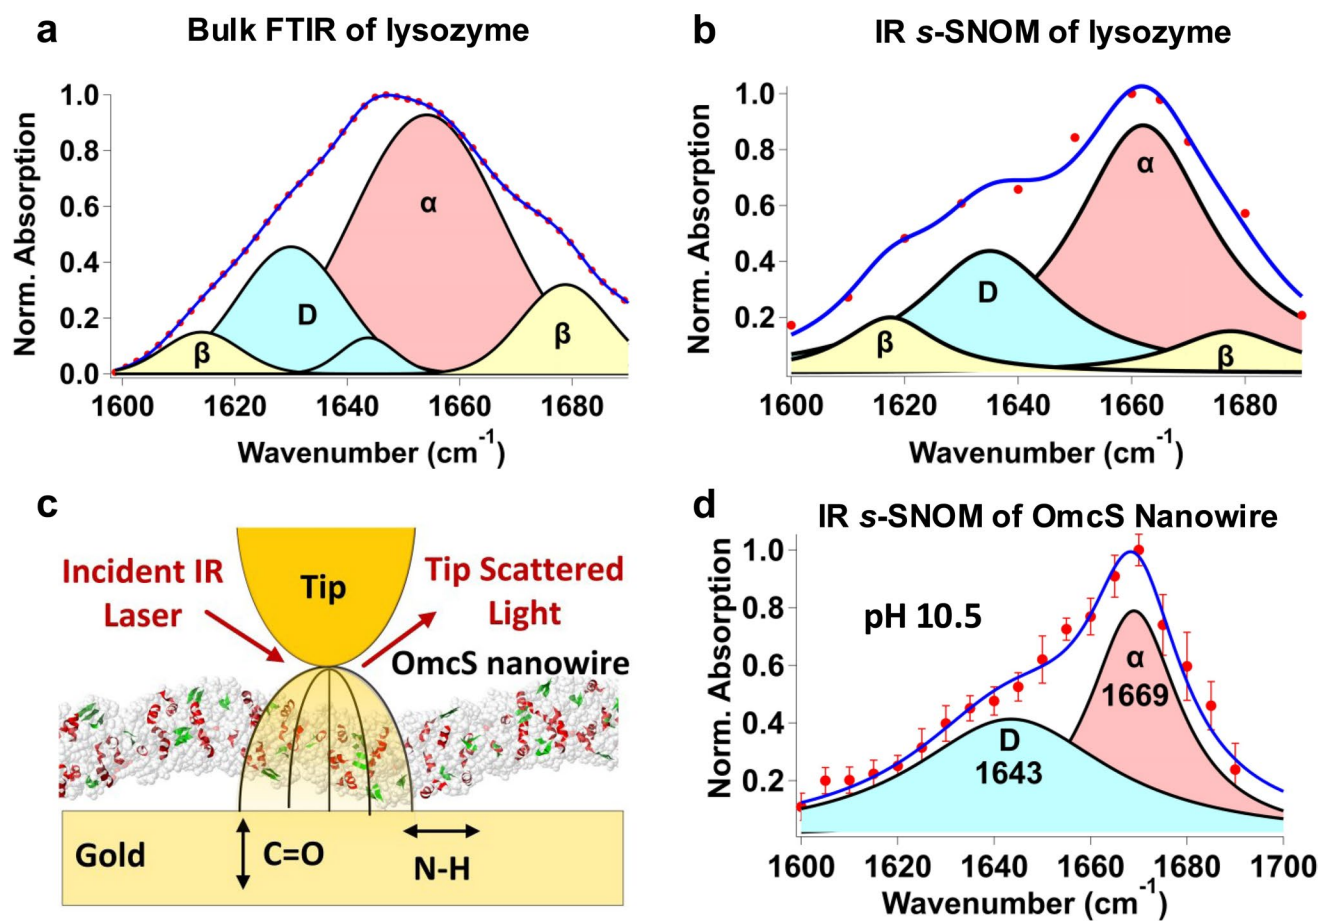 a
Bulk FTIR of lysozyme
Norm. Absorption
1.0
0.8
0.6
0.4
0.2
0.0
β
D
α
β
1600
1620
1640
1660
1680
Wavenumber (cm-1)
b
IR s-SNOM of lysozyme
Norm. Absorption
1.0
0.8
0.6
0.4
0.2
β
D
α
β
1600
1620
1640
1660
1680
Wavenumber (cm-1)
c
Incident IR
Laser
Tip
Tip Scattered
Light
OmcS nanowire
Gold
C=O
N-H
d
IR s-SNOM of OmcS Nanowire
Norm. Absorption
1.0
0.8
0.6
0.4
0.2
pH 10.5
D
1643
α
1669
1600
1620
1640
1660
1680
1700
Wavenumber (cm-1)